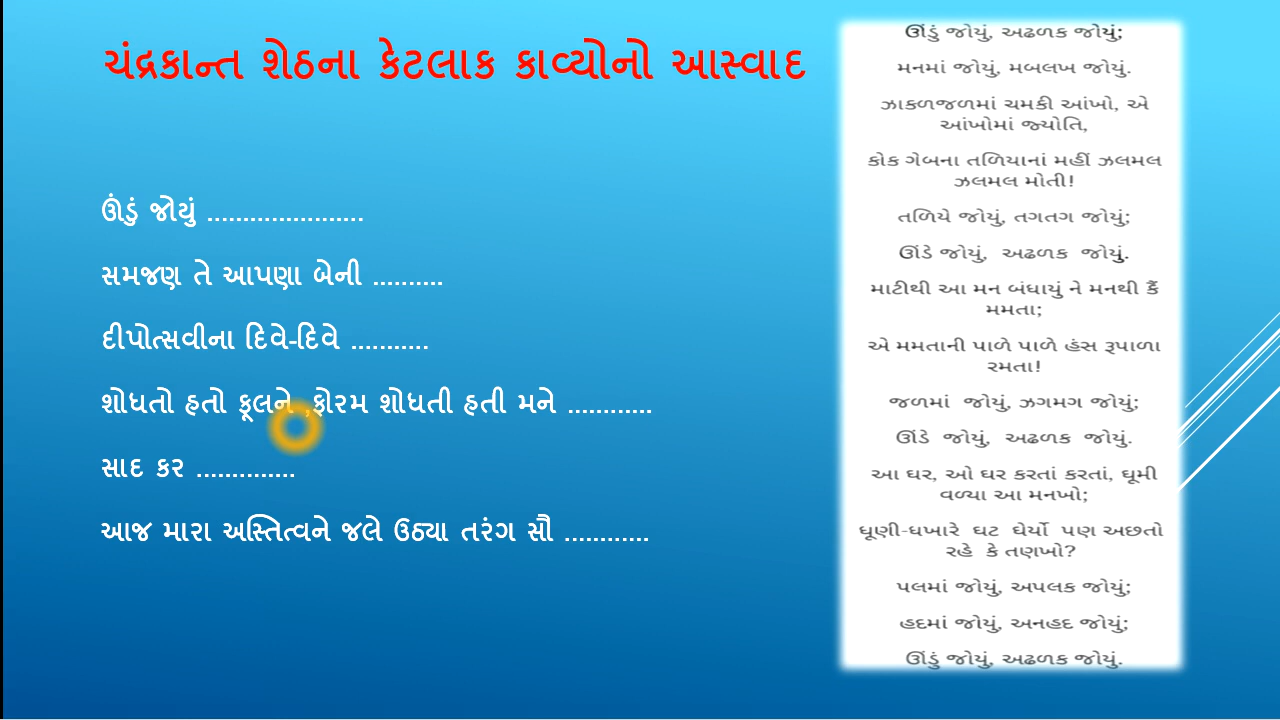 ચંદ્રકાન્ત શેઠના કેટલાક કાવ્યોનો આસ્વાદ
ઊંડું જોયું ......................
સમજણ તે આપણા બેની ..........
દીપોત્સવીના દિવે-દિવે ...........
શોધતો હતો ફૂલને ,ફોરમ શોધતી હતી મને ............
સાદ કર ..............
આજ મારા અસ્તિત્વને જલે ઉઠ્યા તરંગ સૌ ............
ઊંડું જોયું, અઢળક જોયું;
મનમાં જોયું, મબલખ જોયું.
ઝાકળજળમાં ચમકી આંખો, એ
આંખોમાં જ્યોતિ,
કોક ગેબના તળિયાનાં મહીં ઝલમલ
ઝલમલ મોતી!
તળિયે જોયું, તગતગ જોયું;
ઊંડે જોયું, અઢળક જોયું.
માટીથી આ મન બંધાયું ને મનથી કૈં
મમતા;
એ મમતાની પાળે પાળે હંસ રૂપાળા
રમતા!
જળમાં જોયું, ઝગમગ જોયું;
ઊંડે જોયું, અઢળક જોયું.
આ ઘર, ઓ ઘર કરતાં કરતાં, ઘૂમી
વળ્યા આ મનખો;
ધૂણી-ધખારે ઘટ ઘેર્યો પણ અછતો
રહે કે તણખો?
પલમાં જોયું, અપલક જોયું;
હદમાં જોયું, અનહદ જોયું;
ઊંડું જોયું, અઢળક જોયું.